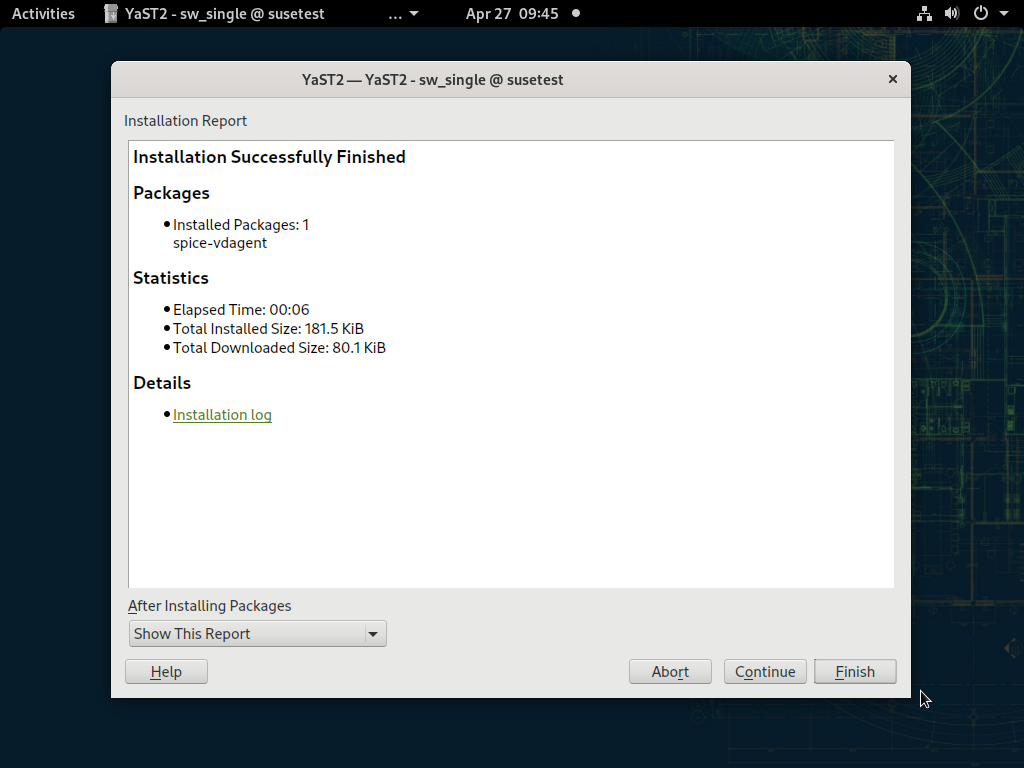 Activities YaST2 - sw_single @ susetest ... Apr 27 09:45
YaST2 — YaST2 - sw_single @ susetest
Installation Report
Installation Successfully Finished
Packages
Installed Packages: 1
spice-vdagent
Statistics
Elapsed Time: 00:06
Total Installed Size: 181.5 KiB
Total Downloaded Size: 80.1 KiB
Details
Installation log
After Installing Packages
Show This Report
Help Abort Continue Finish